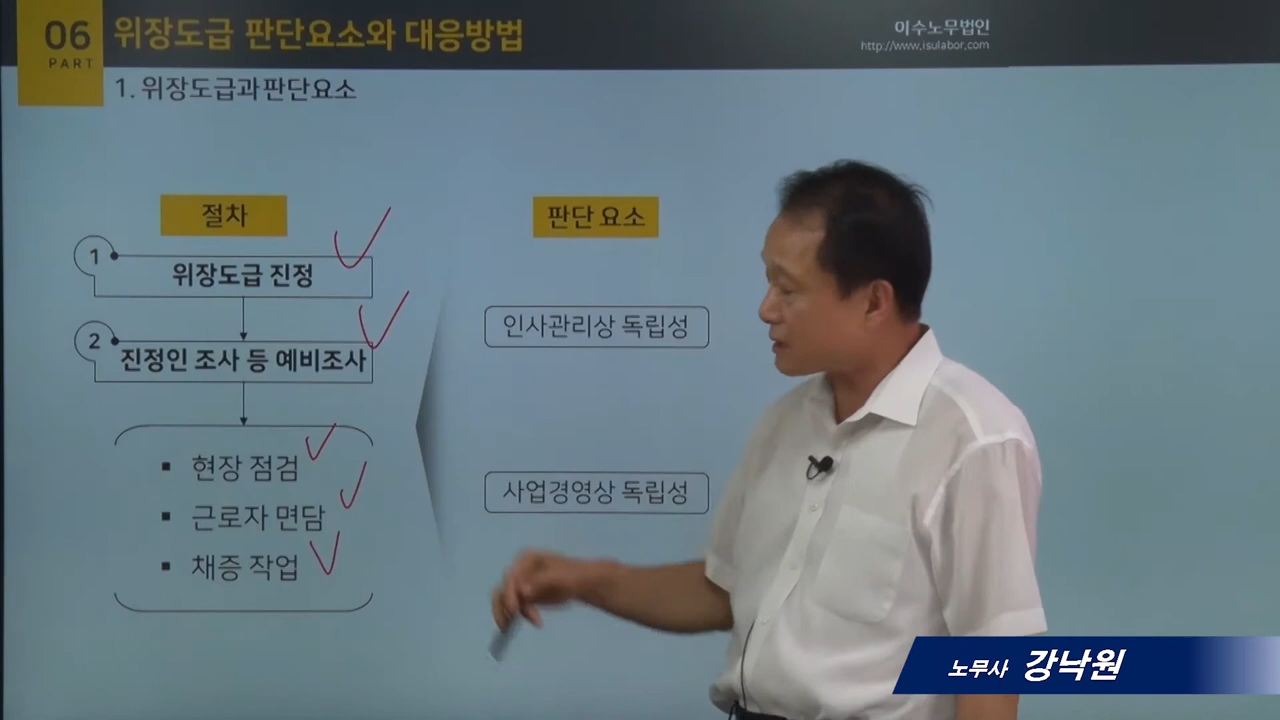 06
PART
위장도급 판단요소와 대응방법
이수노무법인
http://www.isulabor.com
1. 위장도급과 판단요소
절차
1
위장도급 진정
2
진정인 조사 등 예비조사
▪ 현장 점검
▪ 근로자 면담
▪ 채증 작업
판단 요소
인사관리상 독립성
사업경영상 독립성
노무사 강낙원